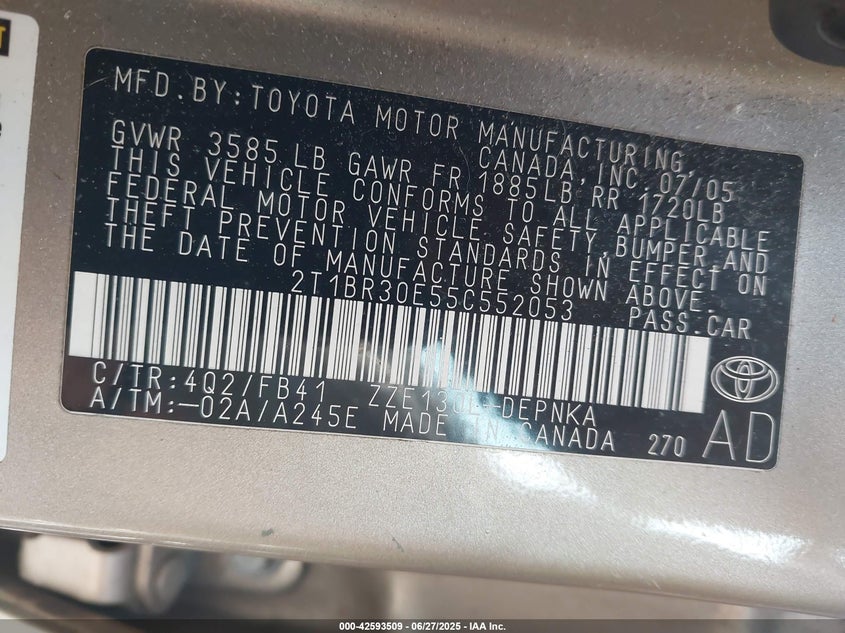 MFD.BY:TOYOTA MOTOR MANUFACTURING,
CANADA, INC. 07/05
GVWR 3585 LB GAWR FR 1885LB RR 1720LB
THIS VEHICLE CONFORMS TO ALL APPLICABLE
FEDERAL MOTOR VEHICLE SAFETY,BUMPER,AND
THEFT PREVENTION STANDARDS IN EFFECT ON
THE DATE OF MANUFACTURE SHOWN ABOVE.
2T1BR30E55C552053 PASS.CAR
C/TR:4Q2/FB41 ZZE130L-DEPNKA
A/TM:-02A/A245E MADE IN CANADA 270 AD
000-42593509 - 06/27/2025 - IAA Inc.